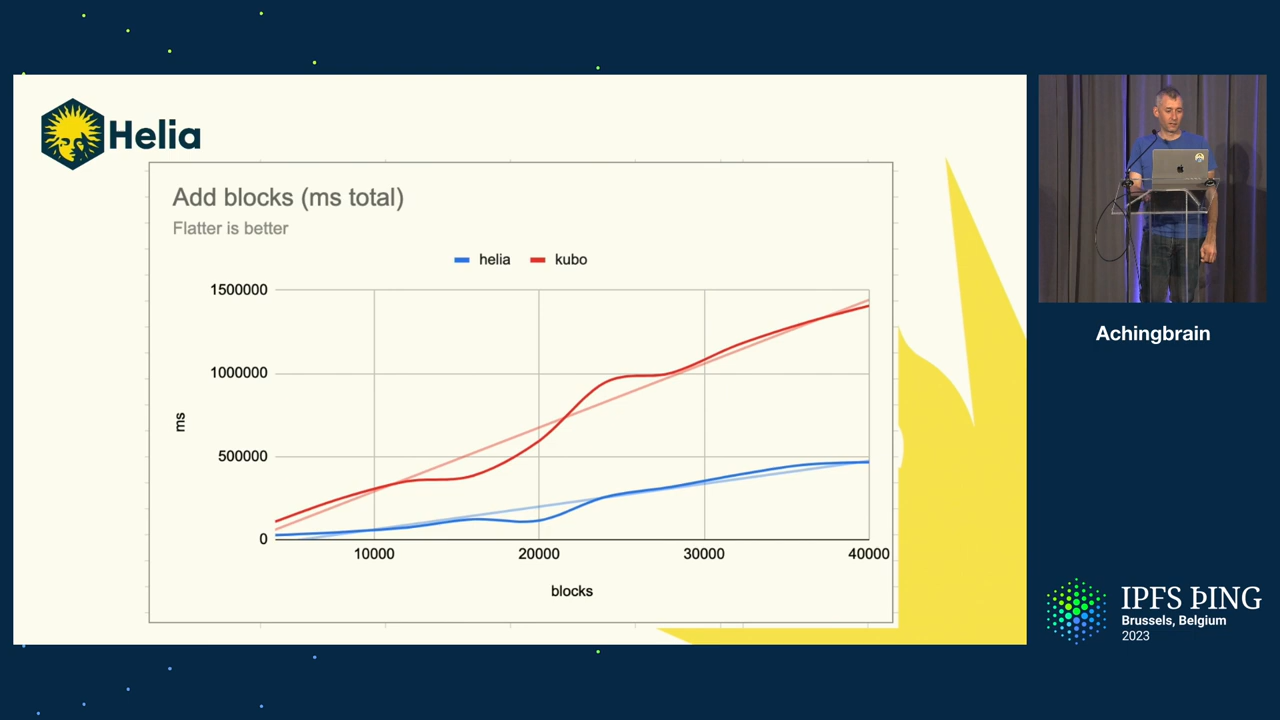 Helia
Add blocks (ms total)
Flatter is better
helia
kubo
1500000
1000000
500000
0
ms
10000
20000
30000
40000
blocks
Achingbrain
IPFS ÞING
Brussels, Belgium
2023